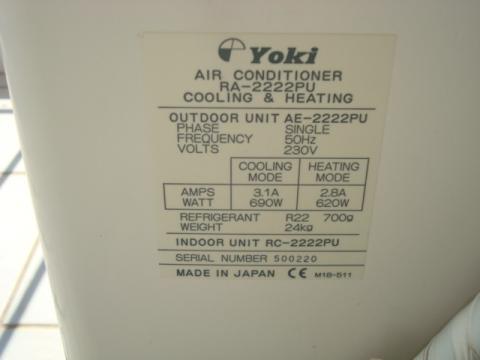 Yoki
AIR CONDITIONER
RA-2222PU
COOLING & HEATING
OUTDOOR UNIT AE-2222PU
PHASE SINGLE
FREQUENCY 50Hz
VOLTS 230V
COOLING MODE HEATING MODE
AMPS 3.1A 2.8A
WATT 690W 620W
REFRIGERANT R22 700g
WEIGHT 24kg
INDOOR UNIT RC-2222PU
SERIAL NUMBER 500220
MADE IN JAPAN CE M18-511